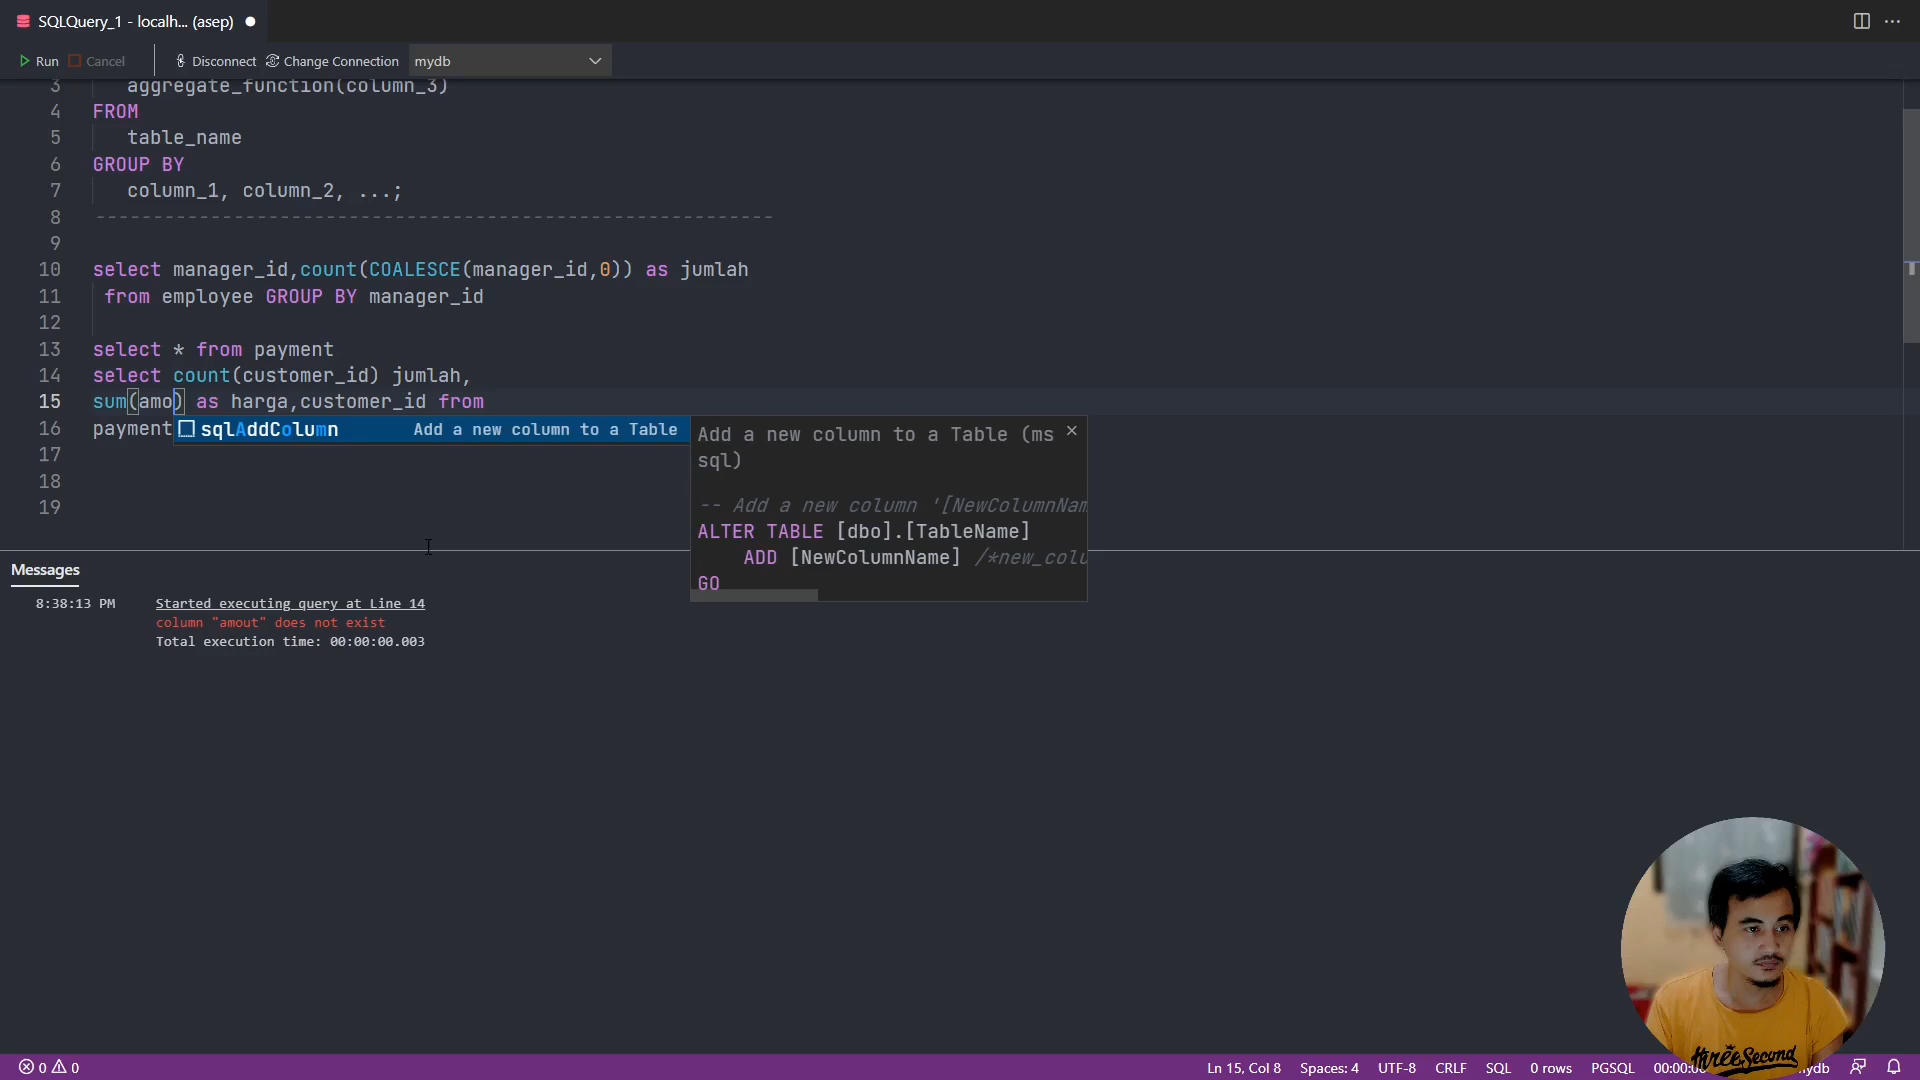 SQLQuery_1 - localh... (asep)
Run Cancel Disconnect Change Connection mydb
3 aggregate_function(column_3)
4 FROM
5 table_name
6 GROUP BY
7 column_1, column_2, ...;
8 -----------------------------------------------------------
9
10 select manager_id,count(COALESCE(manager_id,0)) as jumlah
11 from employee GROUP BY manager_id
12
13 select * from payment
14 select count(customer_id) jumlah,
15 sum(amo) as harga,customer_id from
16 payment
17
18
19
sqlAddColumn Add a new column to a Table
Add a new column to a Table (ms
sql)
-- Add a new column '[NewColumnNam
ALTER TABLE [dbo].[TableName]
ADD [NewColumnName] /*new_colu
GO
Messages
8:38:13 PM Started executing query at Line 14
column "amout" does not exist
Total execution time: 00:00:00.003
three Second
0 0 Ln 15, Col 8 Spaces: 4 UTF-8 CRLF SQL 0 rows PGSQL